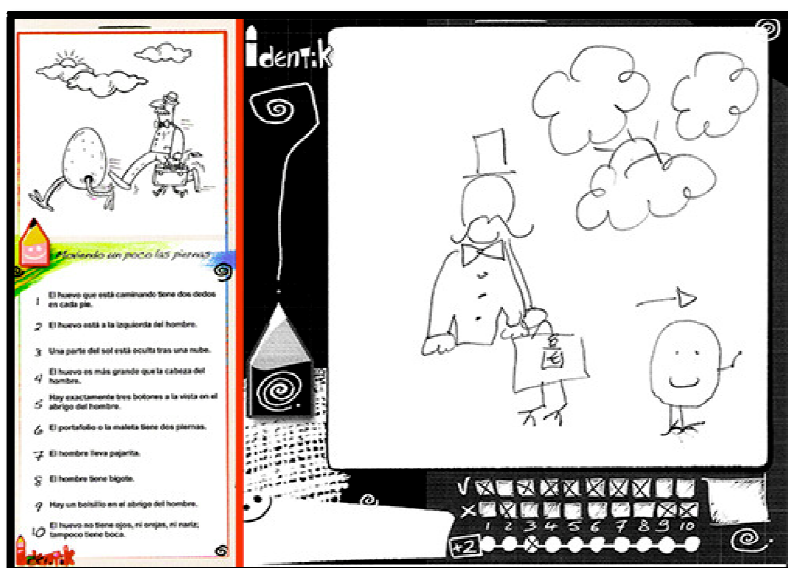 identik
Moviendo un poco las piernas
1 El huevo que está caminando tiene dos dedos
en cada pie.
2 El huevo está a la izquierda del hombre.
3 Una parte del sol está oculta tras una nube.
4 El huevo es más grande que la cabeza del
hombre.
5 Hay exactamente tres botones a la vista en el
abrigo del hombre.
6 El portafolio o la maleta tiene dos piernas.
7 El hombre lleva pajarita.
8 El hombre tiene bigote.
9 Hay un bolsillo en el abrigo del hombre.
10 El huevo no tiene ojos, ni orejas, ni nariz;
tampoco tiene boca.
identik
√
x
1 2 3 4 5 6 7 8 9 10
+2